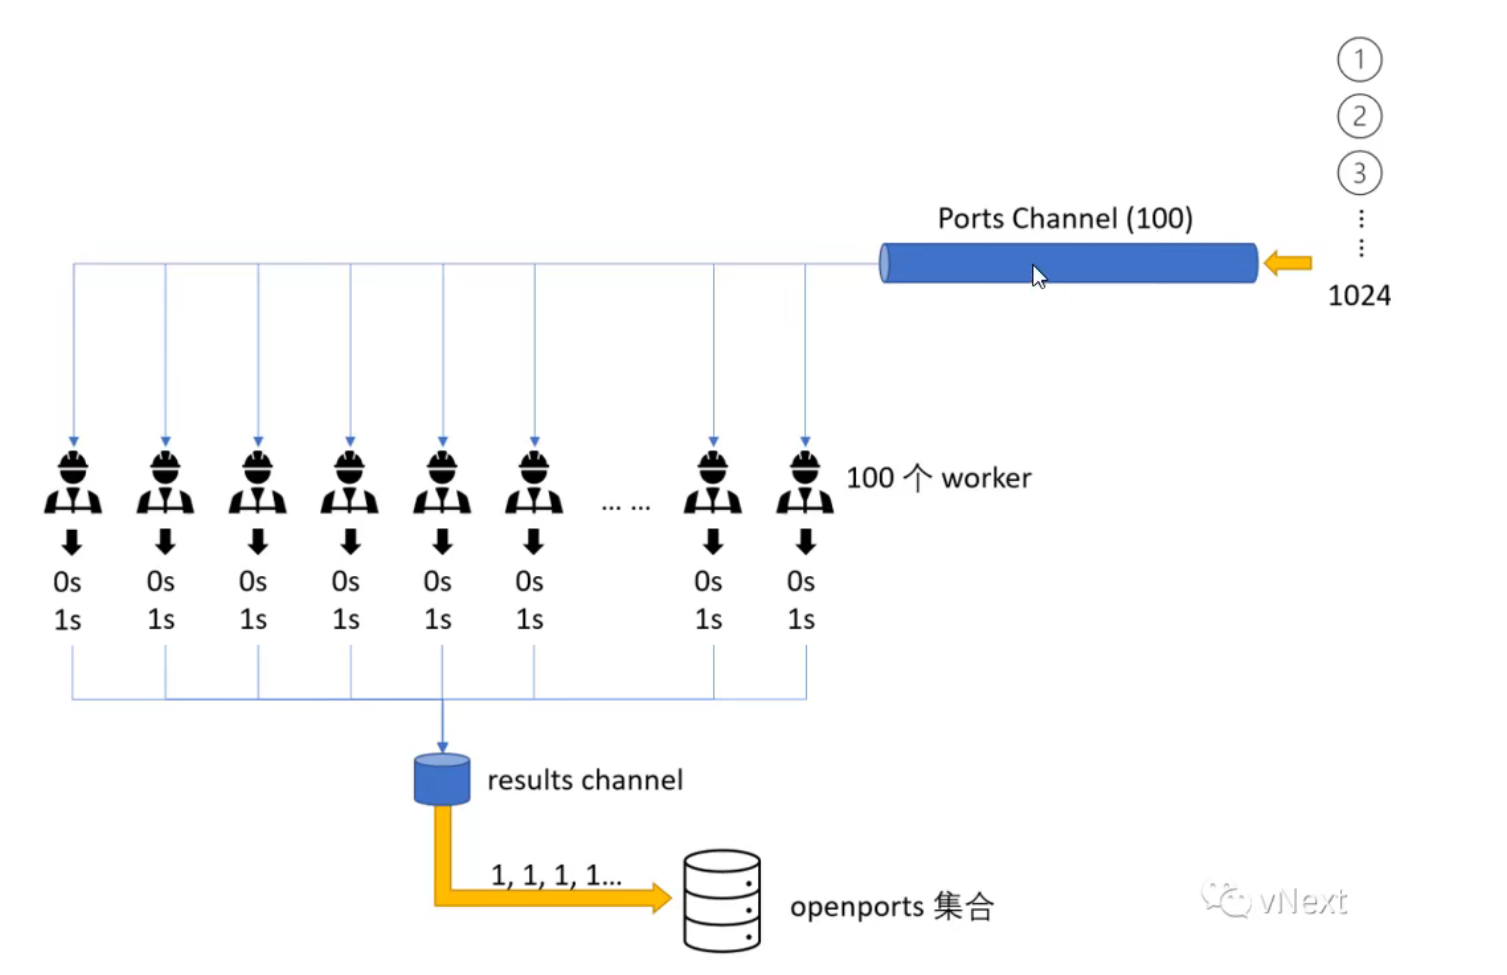 1
2
3
1024
Ports Channel (100)
100 个 worker
... ...
0s 0s 0s 0s 0s 0s 0s 0s
1s 1s 1s 1s 1s 1s 1s 1s
results channel
1, 1, 1, 1...
openports 集合
vNext